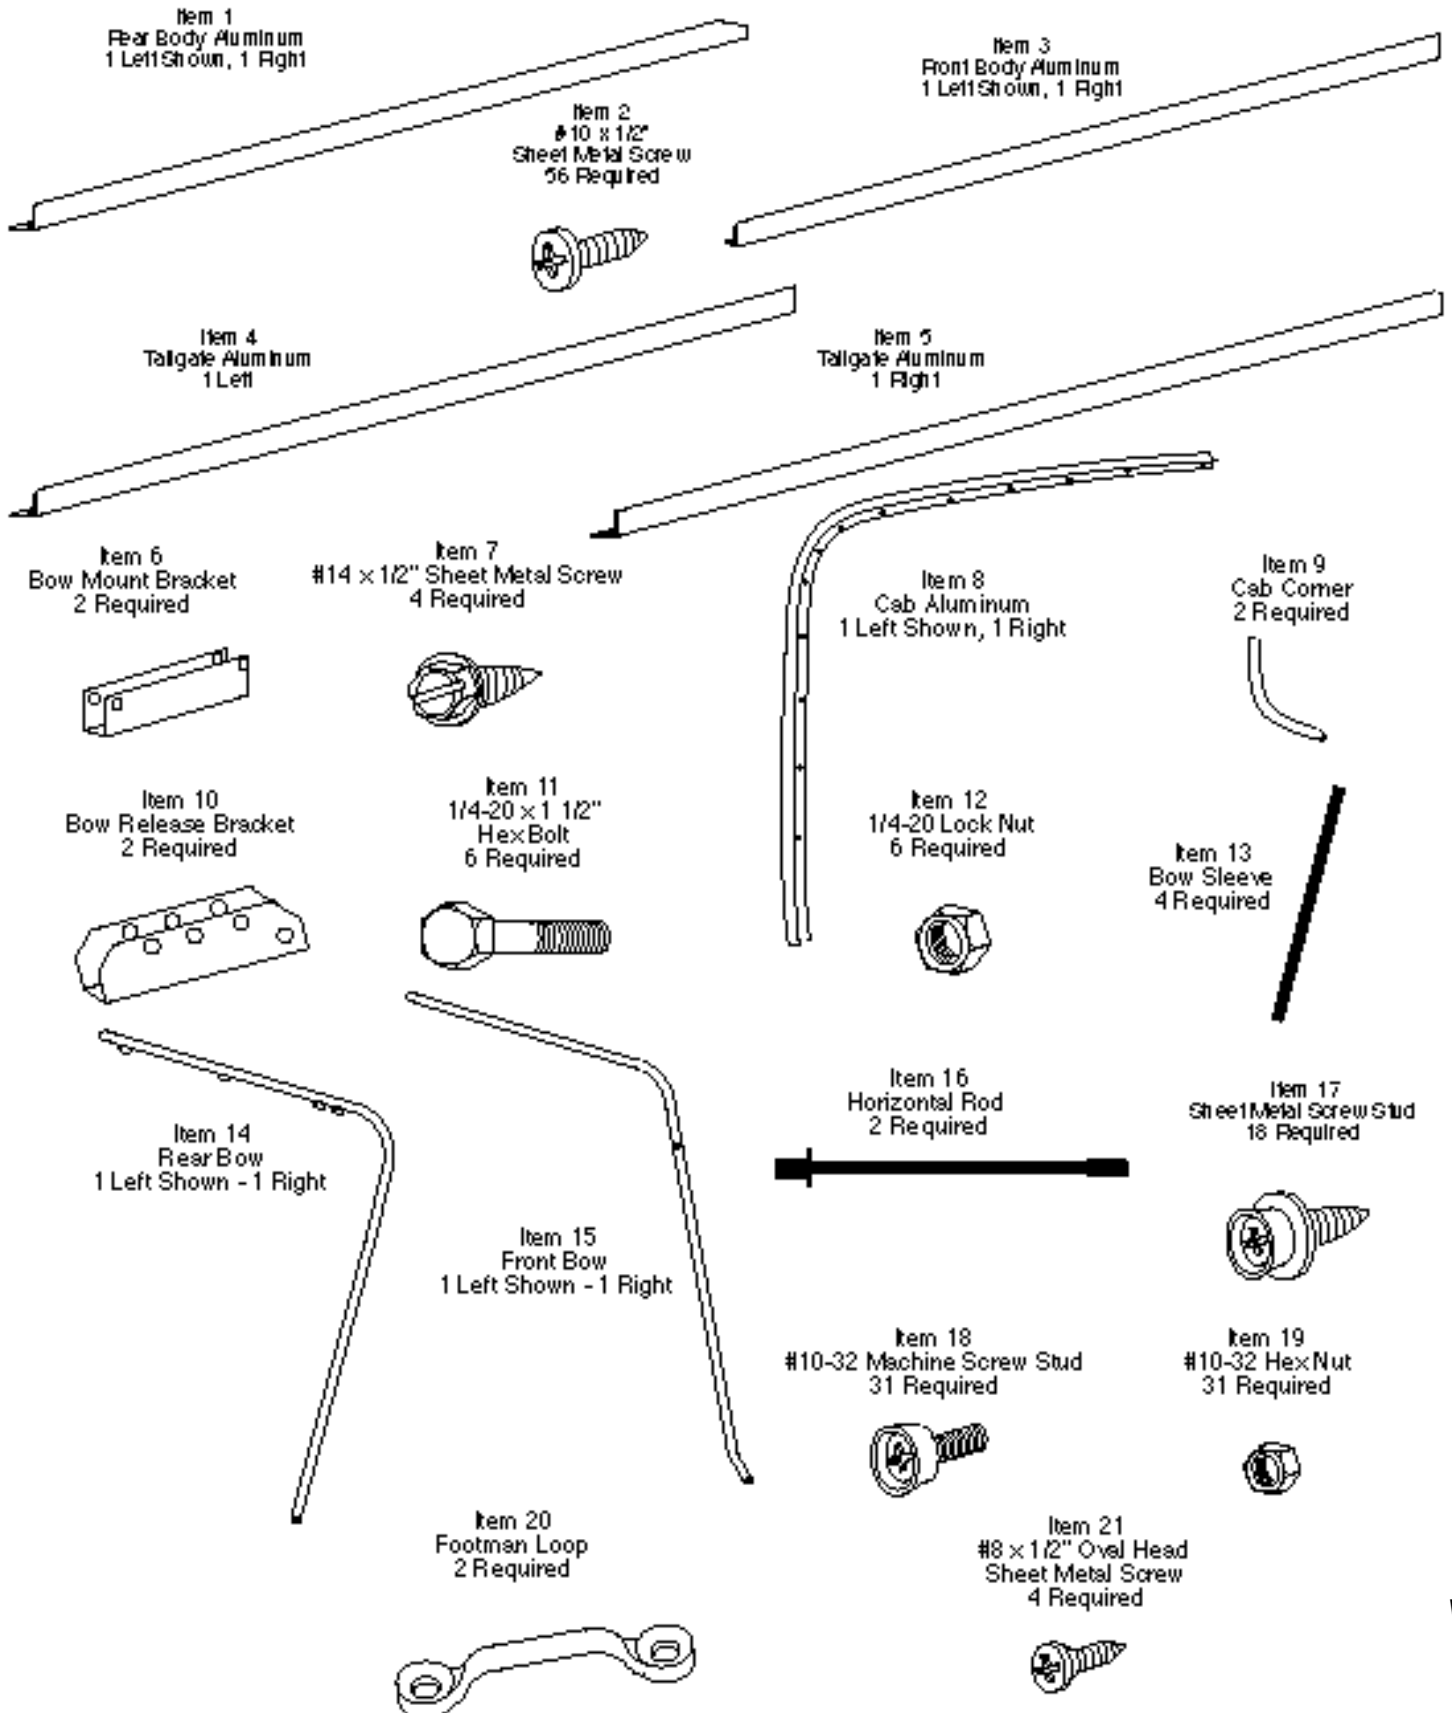 Item 1
Rear Body Aluminum
1 Left Shown, 1 Right
Item 3
Front Body Aluminum
1 Left Shown, 1 Right
Item 2
#10 x 1/2"
Sheet Metal Screw
56 Required
Item 4
Tailgate Aluminum
1 Left
Item 5
Tailgate Aluminum
1 Right
Item 6
Bow Mount Bracket
2 Required
Item 7
#14 x 1/2" Sheet Metal Screw
4 Required
Item 8
Cab Aluminum
1 Left Shown, 1 Right
Item 9
Cab Corner
2 Required
Item 10
Bow Release Bracket
2 Required
Item 11
1/4-20 x 1 1/2"
Hex Bolt
6 Required
Item 12
1/4-20 Lock Nut
6 Required
Item 13
Bow Sleeve
4 Required
Item 14
Rear Bow
1 Left Shown - 1 Right
Item 15
Front Bow
1 Left Shown - 1 Right
Item 16
Horizontal Rod
2 Required
Item 17
Sheet Metal Screw Stud
18 Required
Item 18
#10-32 Machine Screw Stud
31 Required
Item 19
#10-32 Hex Nut
31 Required
Item 20
Footman Loop
2 Required
Item 21
#8 x 1/2" Oval Head
Sheet Metal Screw
4 Required